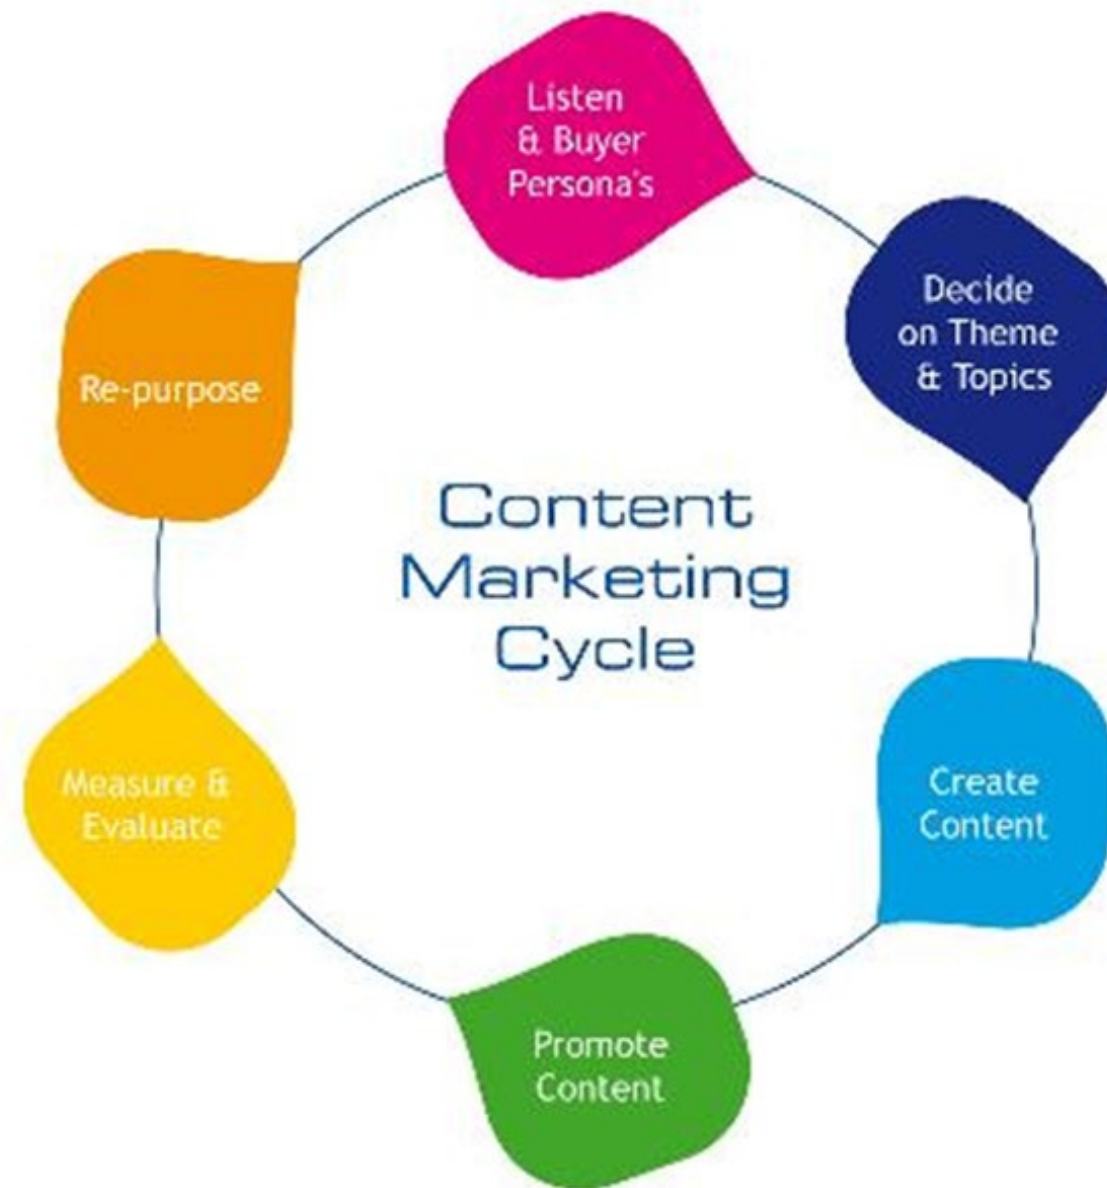 Listen
& Buyer
Persona's
Decide
on Theme
& Topics
Create
Content
Promote
Content
Measure &
Evaluate
Re-purpose
Content
Marketing
Cycle